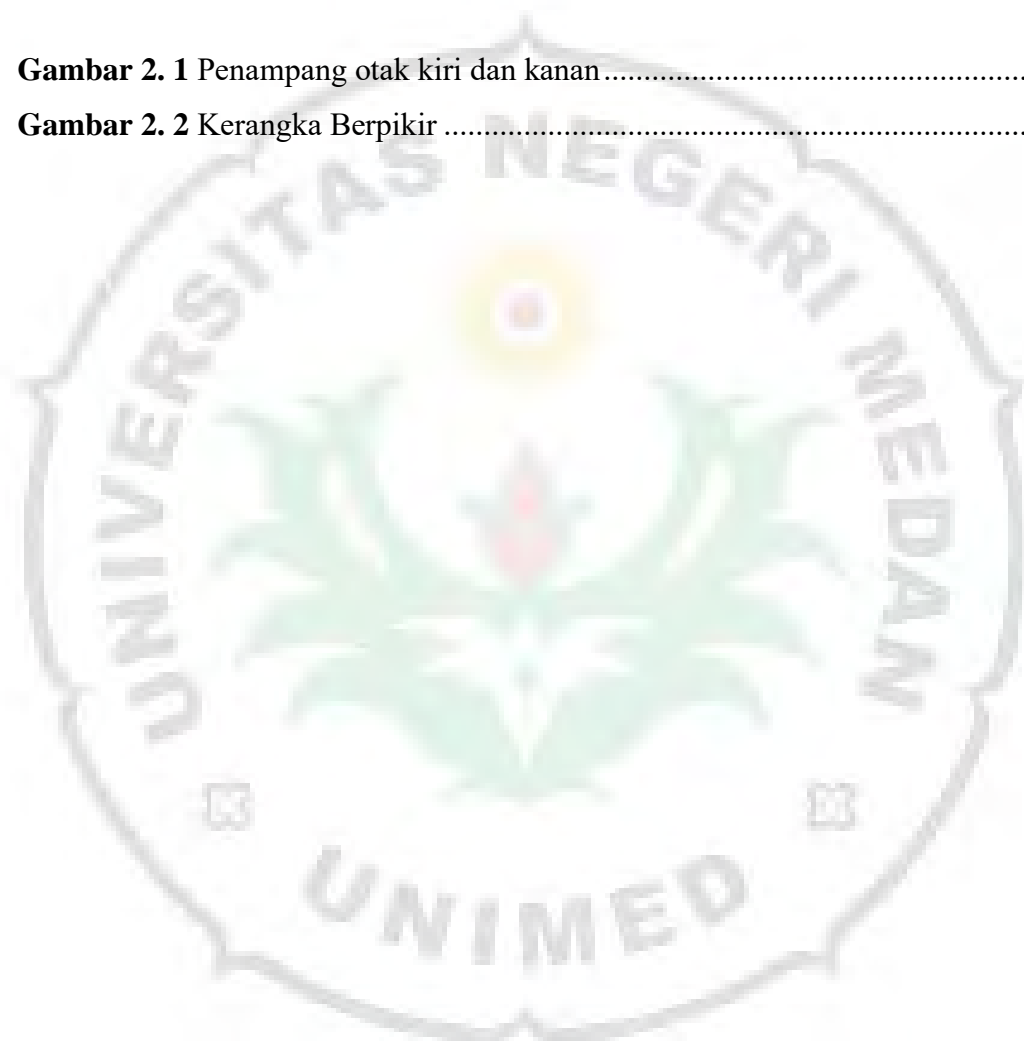 Gambar 2. 1 Penampang otak kiri dan kanan........................................................
Gambar 2. 2 Kerangka Berpikir ............................................................................
UNIVERSITAS NEGERI MEDAN
UNIMED